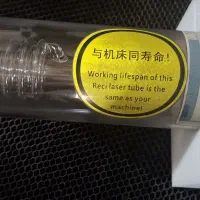 与机床同寿命!
Working lifespan of this
Reci laser tube is the
same as your
machine!